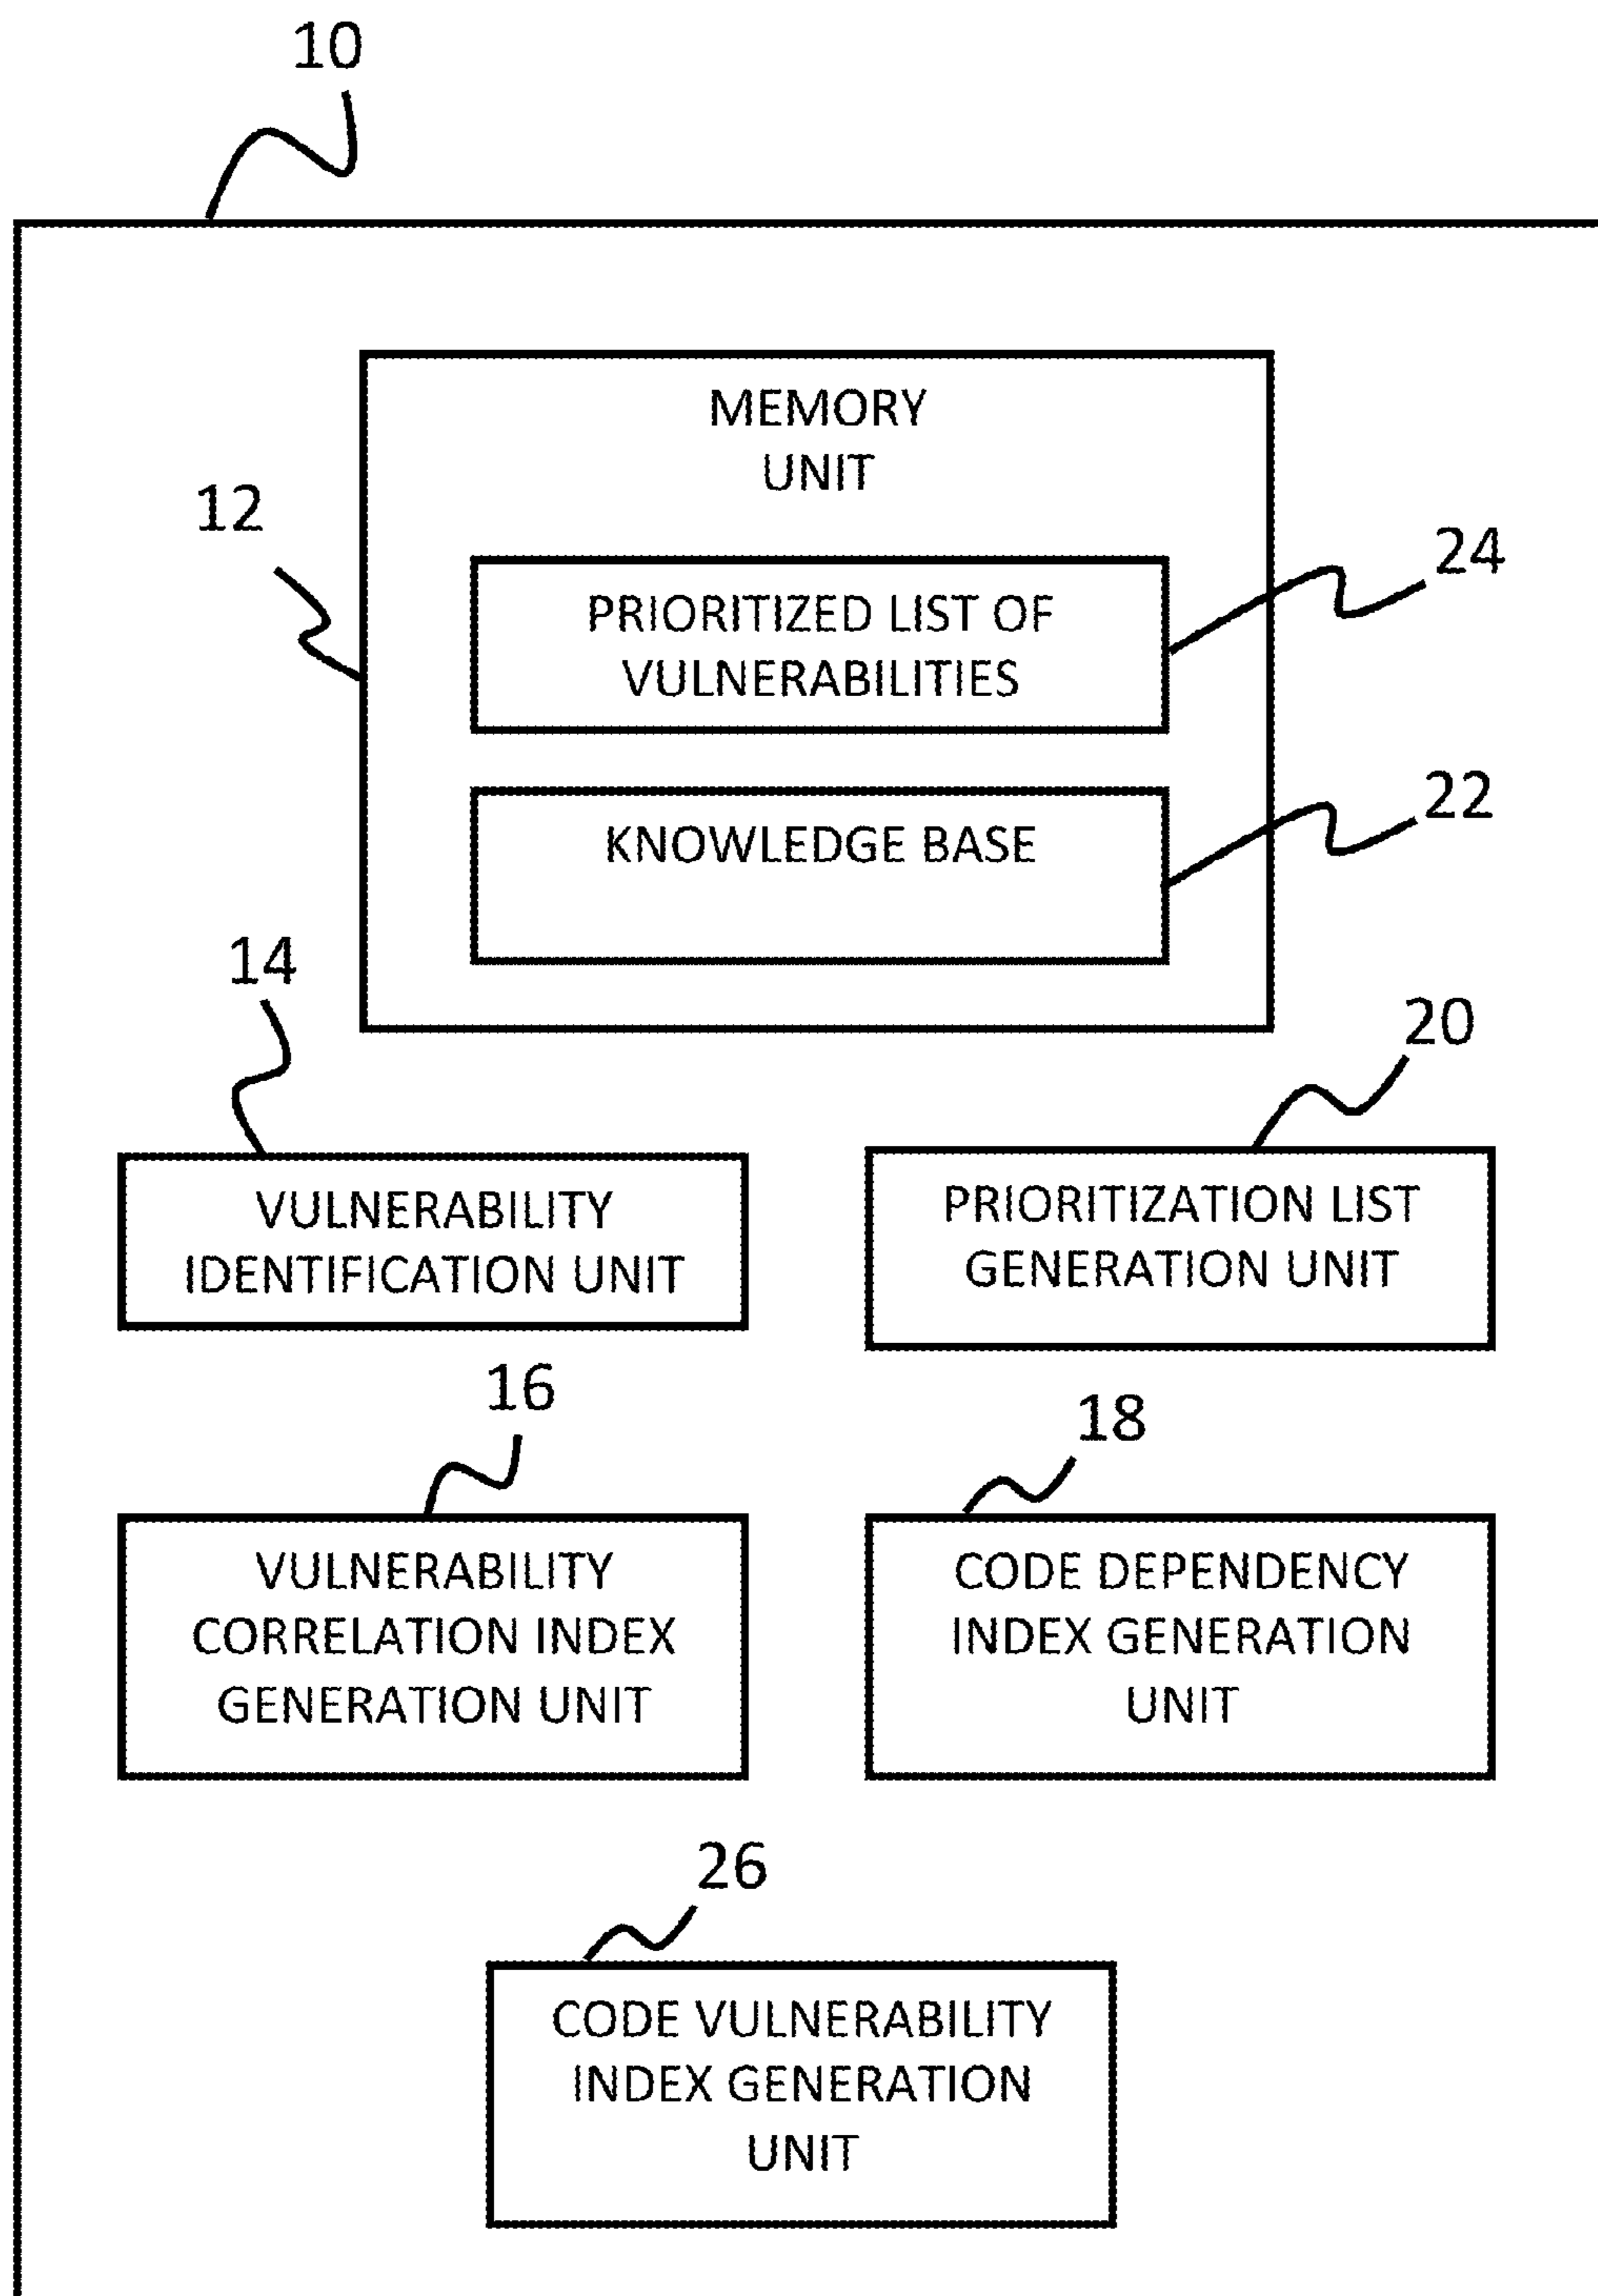 10
MEMORY
UNIT
12
24
PRIORITIZED LIST OF
VULNERABILITIES
22
KNOWLEDGE BASE
14
20
VULNERABILITY
IDENTIFICATION UNIT
PRIORITIZATION LIST
GENERATION UNIT
16
18
VULNERABILITY
CORRELATION INDEX
GENERATION UNIT
CODE DEPENDENCY
INDEX GENERATION
UNIT
26
CODE VULNERABILITY
INDEX GENERATION
UNIT